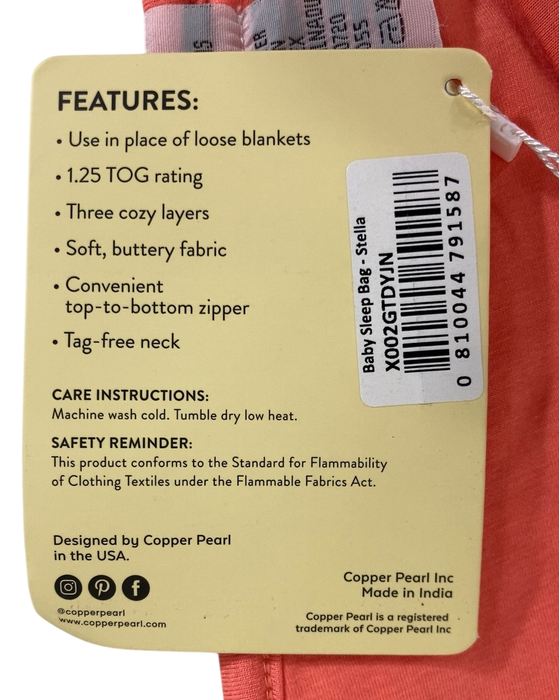 FEATURES:
• Use in place of loose blankets
• 1.25 TOG rating
• Three cozy layers
• Soft, buttery fabric
• Convenient
top-to-bottom zipper
• Tag-free neck
Baby Sleep Bag - Stella
X002GTDYJN
0 810044 791587
CARE INSTRUCTIONS:
Machine wash cold. Tumble dry low heat.
SAFETY REMINDER:
This product conforms to the Standard for Flammability
of Clothing Textiles under the Flammable Fabrics Act.
Designed by Copper Pearl
in the USA.
@copperpearl
www.copperpearl.com
Copper Pearl Inc
Made in India
Copper Pearl is a registered
trademark of Copper Pearl Inc